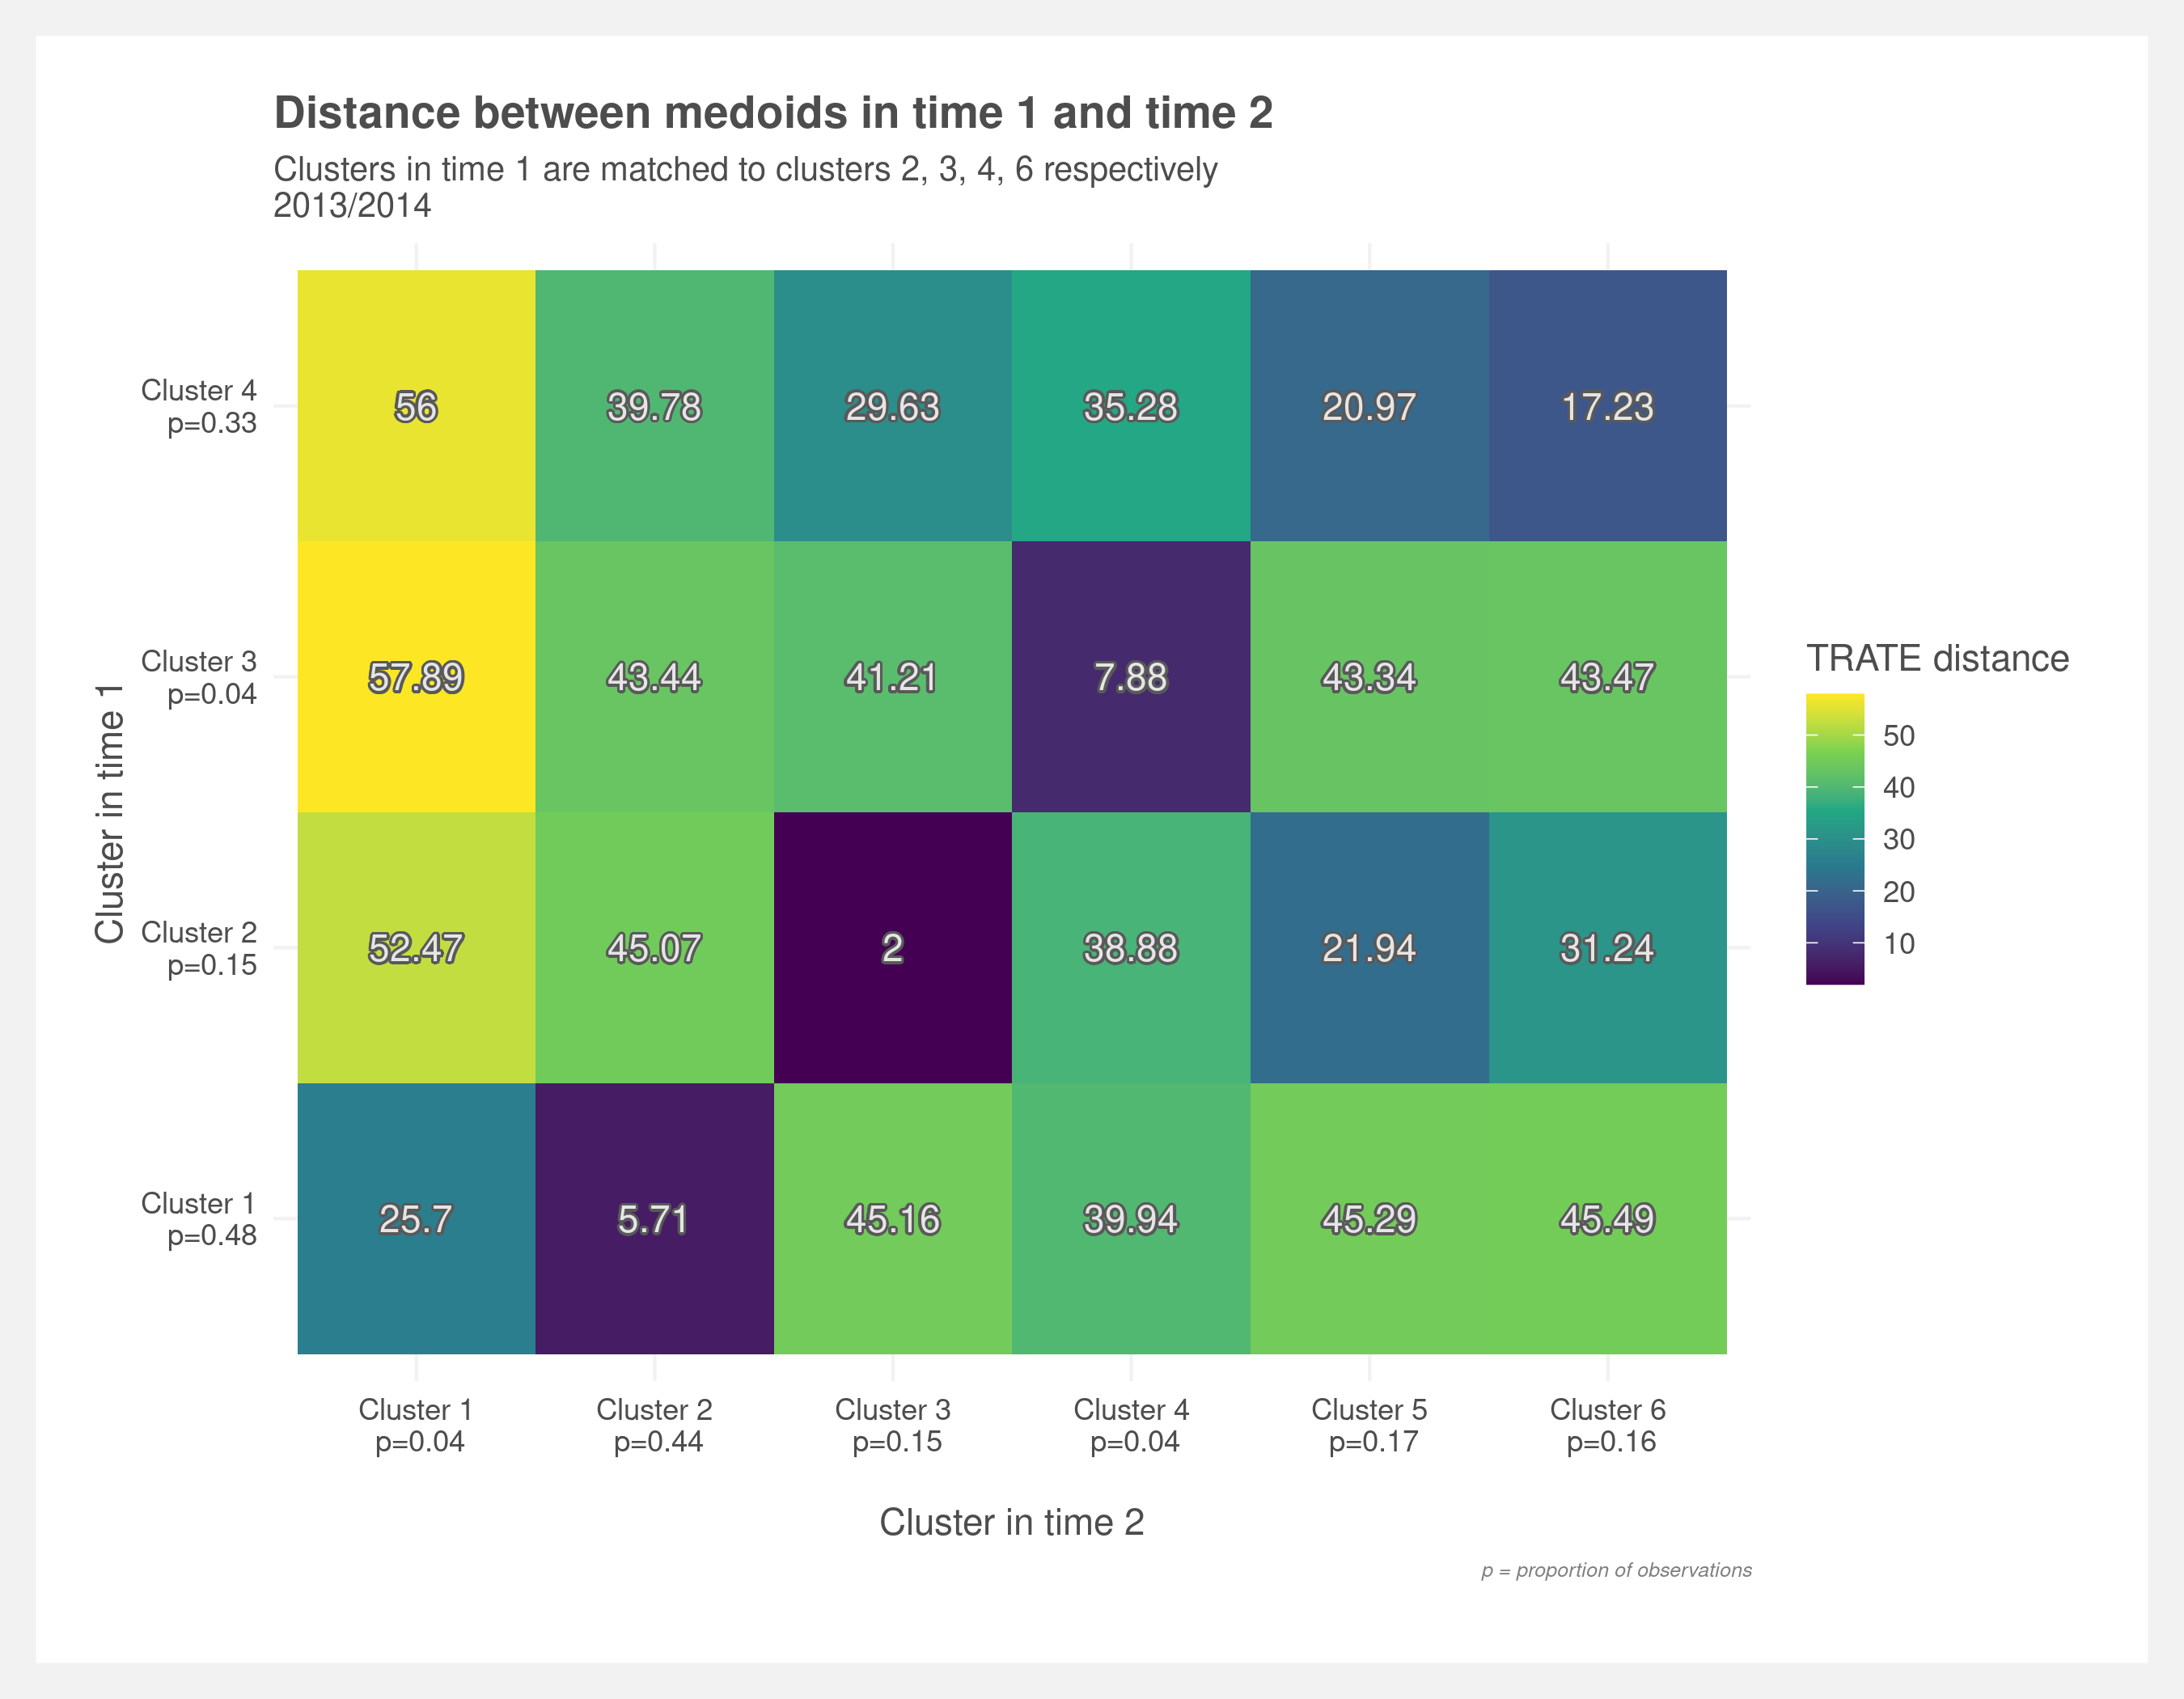 Distance between medoids in time 1 and time 2
Clusters in time 1 are matched to clusters 2, 3, 4, 6 respectively
2013/2014
Cluster in time 1
Cluster 4
p=0.33
56 39.78 29.63 35.28 20.97 17.23
Cluster 3
p=0.04
57.89 43.44 41.21 7.88 43.34 43.47
Cluster 2
p=0.15
52.47 45.07 2 38.88 21.94 31.24
Cluster 1
p=0.48
25.7 5.71 45.16 39.94 45.29 45.49
Cluster 1 Cluster 2 Cluster 3 Cluster 4 Cluster 5 Cluster 6
p=0.04 p=0.44 p=0.15 p=0.04 p=0.17 p=0.16
Cluster in time 2
TRATE distance
50
40
30
20
10
p = proportion of observations